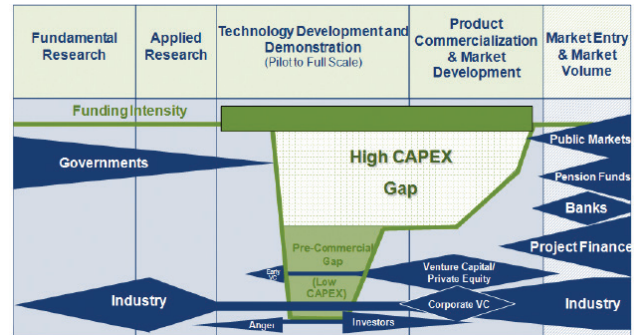 Fundamental
Research
Applied
Research
Technology Development and
Demonstration
(Pilot to Full Scale)
Product
Commercialization
& Market
Development
Market Entry
& Market
Volume
Funding Intensity
Governments
High CAPEX
Gap
Public Markets
Pension Funds
Banks
Project Finance
Pre-Commercial
Gap
(Low
CAPEX)
Early
VC
Venture Capital/
Private Equity
Industry
Corporate VC
Industry
Anger
Investors